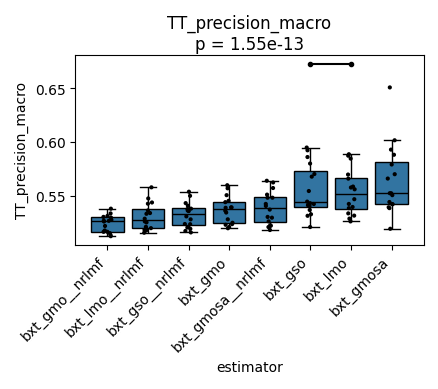 TT_precision_macro
p = 1.55e-13
TT_precision_macro
0.65
0.60
0.55
bxt_gmo__nrlmf
bxt_lmo__nrlmf
bxt_gso__nrlmf
bxt_gmo
bxt_gmosa__nrlmf
bxt_gso
bxt_lmo
bxt_gmosa
estimator